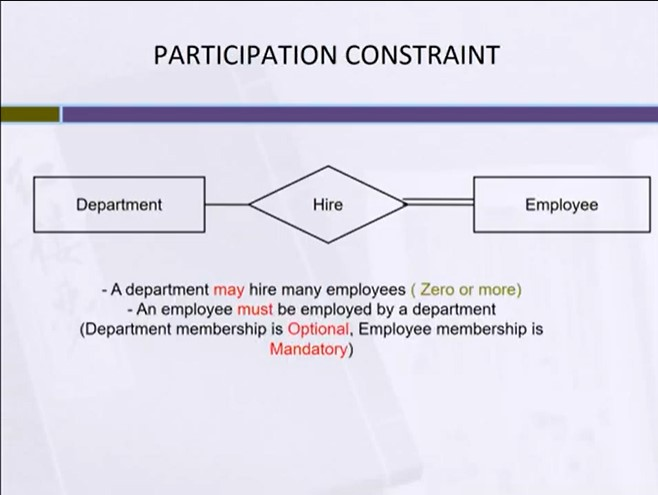 PARTICIPATION CONSTRAINT
Department
Hire
Employee
- A department may hire many employees ( Zero or more)
- An employee must be employed by a department
(Department membership is Optional, Employee membership is
Mandatory)